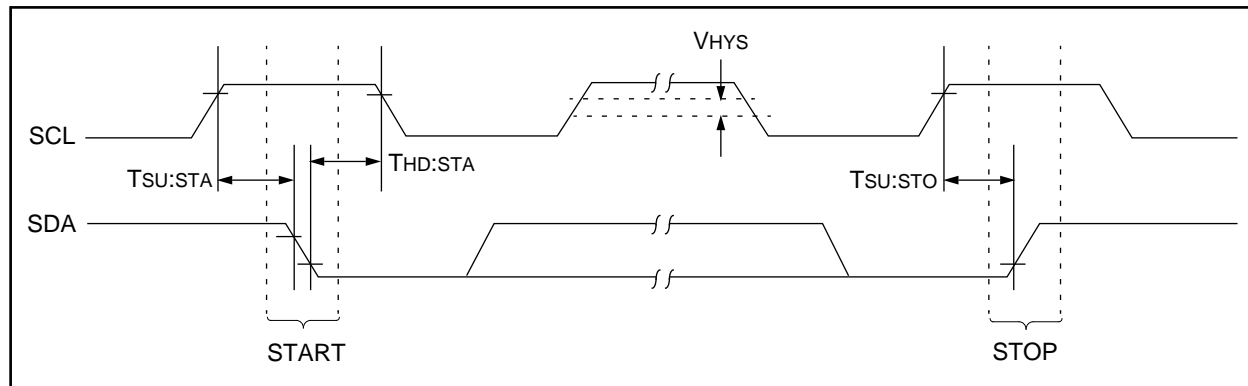 VHYS
SCL
THD:STA
TSU:STA
TSU:STO
SDA
START
STOP